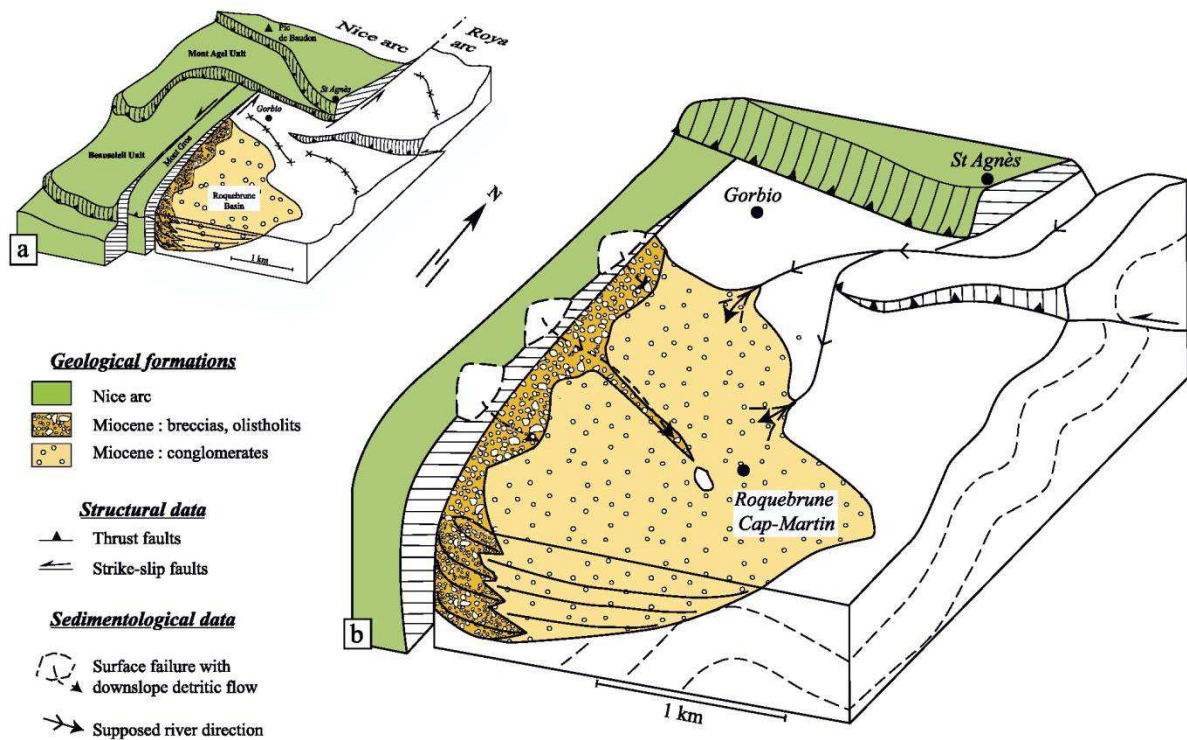 Pic
de Baudon
Nice arc
Roya
arc
Mont Agel Unit
St Agnès
Gorbio
Beausoleil Unit
Mont Gros
Roquebrune
Basin
a
1 km
N
St Agnès
Gorbio
Roquebrune
Cap-Martin
b
1 km
Geological formations
Nice arc
Miocene : breccias, olistholits
Miocene : conglomerates
Structural data
Thrust faults
Strike-slip faults
Sedimentological data
Surface failure with
downslope detritic flow
Supposed river direction